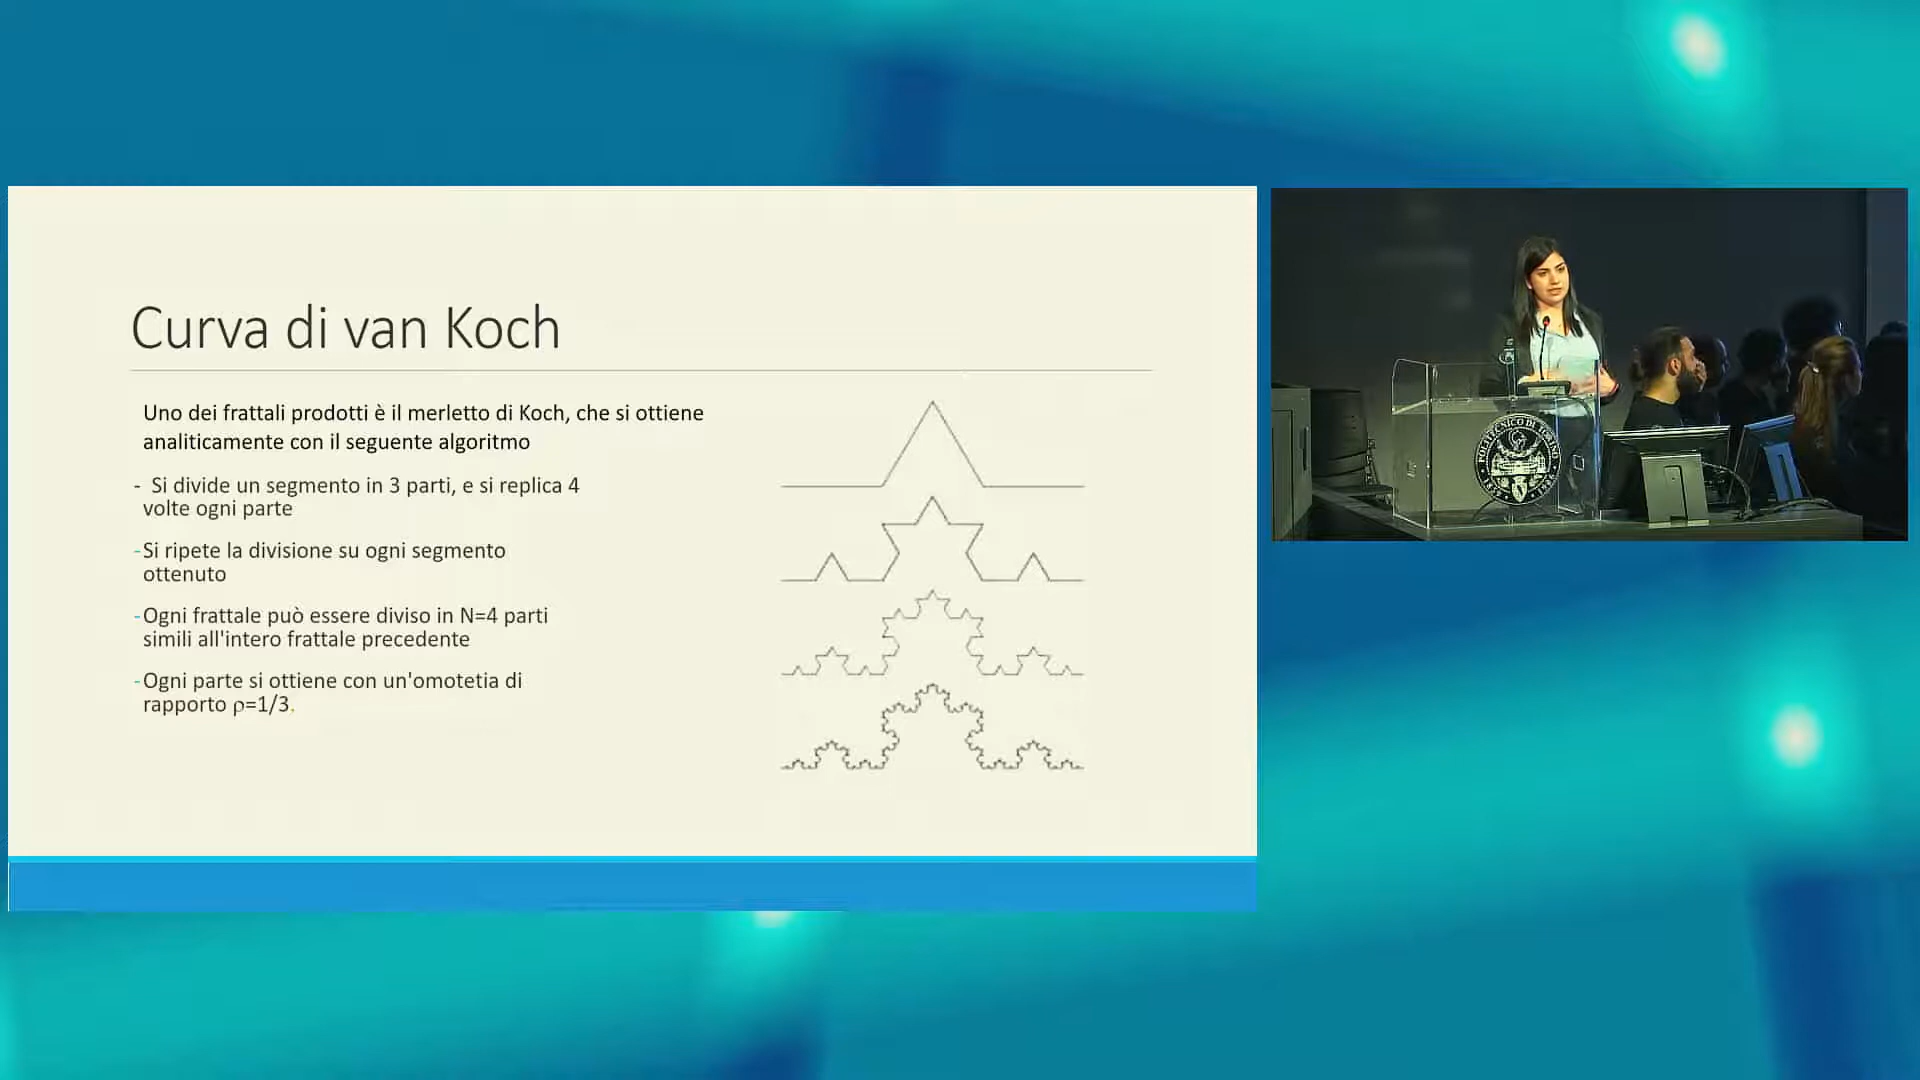 Curva di van Koch
Uno dei frattali prodotti è il merletto di Koch, che si ottiene
analiticamente con il seguente algoritmo
- Si divide un segmento in 3 parti, e si replica 4
volte ogni parte
-Si ripete la divisione su ogni segmento
ottenuto
-Ogni frattale può essere diviso in N=4 parti
simili all'intero frattale precedente
-Ogni parte si ottiene con un'omotetia di
rapporto ρ=1/3.
POLITECNICO DI TORINO